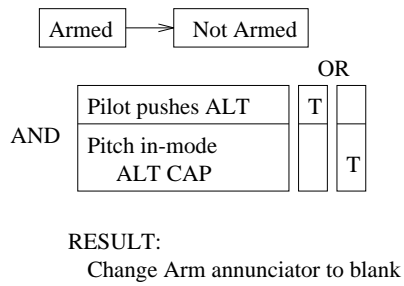 Armed Not Armed
OR
Pilot pushes ALT T
AND
Pitch in-mode
ALT CAP T
RESULT:
Change Arm annunciator to blank